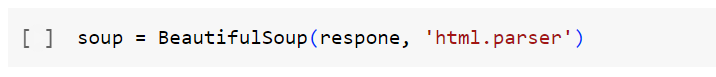 [ ] soup = BeautifulSoup(respone, 'html.parser')